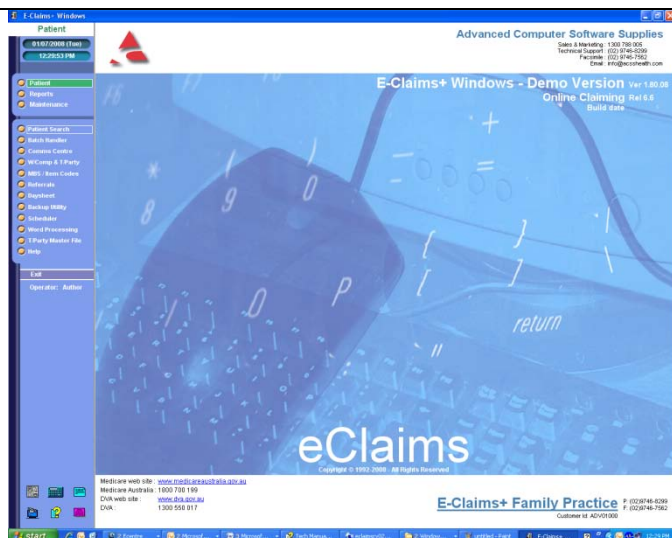 E-Claims+ Windows
Patient
01/07/2008 (Tue)
12:29:53 PM
Patient
Reports
Maintenance
Patient Search
Batch Handler
Comms Centre
W/Comp & T/Party
MBS / Item Codes
Referrals
Daysheet
Backup Utility
Scheduler
Word Processing
T/Party Master File
Help
Exit
Operator: Author
Advanced Computer Software Supplies
Sales & Marketing : 1300 788 005
Technical Support : (02) 9746-8299
Facsimile : (02) 9746-7562
Email : info@acsshealth.com
E-Claims+ Windows - Demo Version Ver 1.80.08
Online Claiming Rel 6.6
Build date
return
eClaims
Copyright © 1992-2008 - All Rights Reserved
Medicare web site : www.medicareaustralia.gov.au
Medicare Australia : 1800 700 199
DVA web site : www.dva.gov.au
DVA : 1300 550 017
E-Claims+ Family Practice P: (02)9746-8299
F: (02)9746-7562
Customer Id: ADV01000
start
untitled - Paint
E-Claims+
12:29 PM